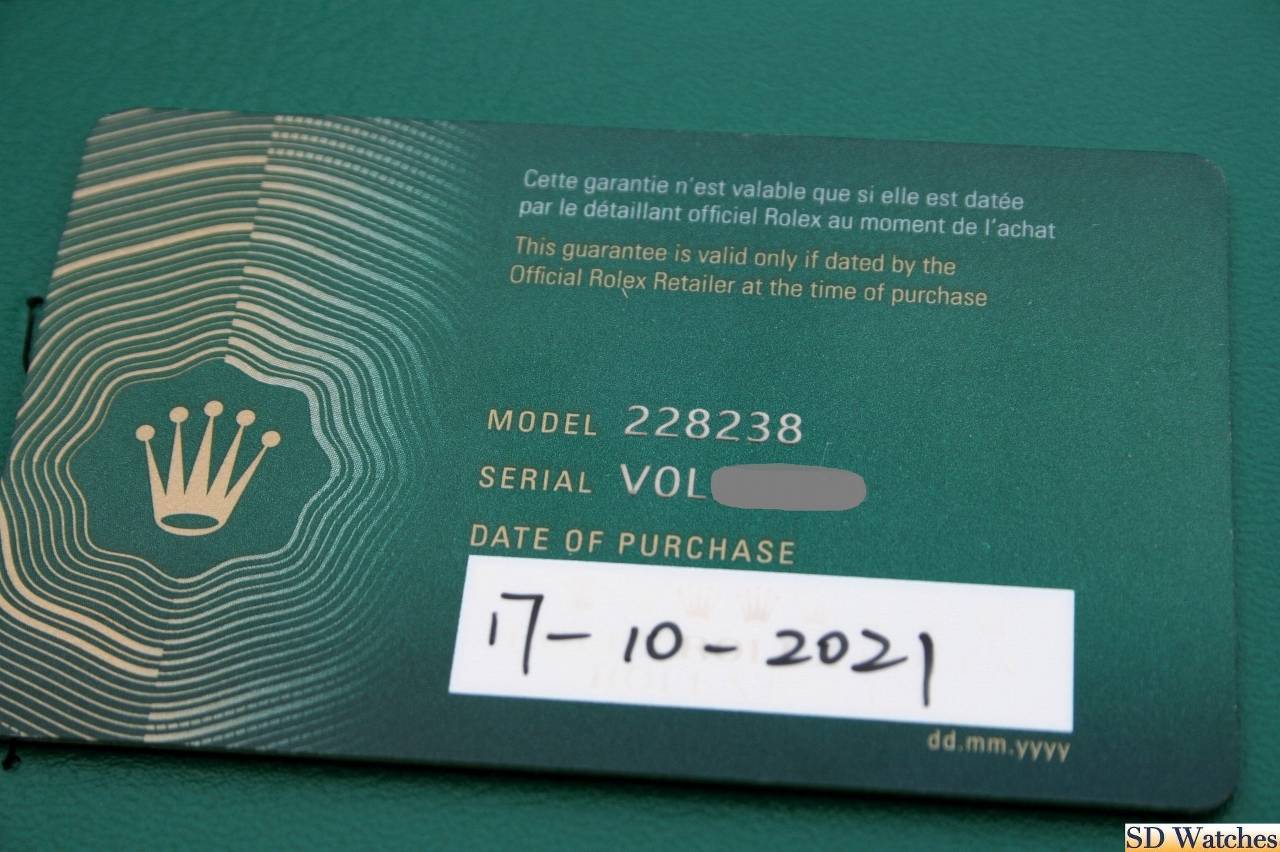 Cette garantie n'est valable que si elle est datée
par le détaillant officiel Rolex au moment de l'achat
This guarantee is valid only if dated by the
Official Rolex Retailer at the time of purchase
MODEL 228238
SERIAL VOL
DATE OF PURCHASE
17-10-2021
dd.mm.yyyy
SD Watches